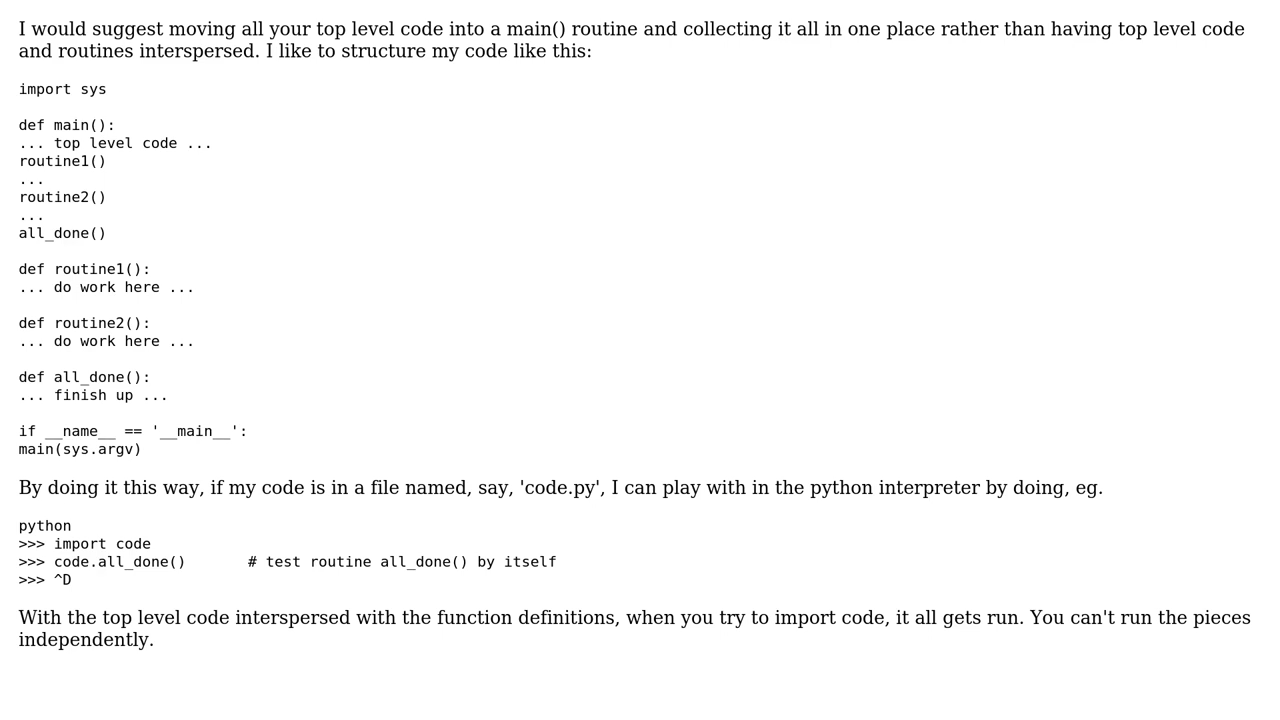 I would suggest moving all your top level code into a main() routine and collecting it all in one place rather than having top level code
and routines interspersed. I like to structure my code like this:
import sys
def main():
... top level code ...
routine1()
...
routine2()
...
all_done()
def routine1():
... do work here ...
def routine2():
... do work here ...
def all_done():
... finish up ...
if __name__ == '__main__':
main(sys.argv)
By doing it this way, if my code is in a file named, say, 'code.py', I can play with in the python interpreter by doing, eg.
python
>>> import code
>>> code.all_done()       # test routine all_done() by itself
>>> ^D
With the top level code interspersed with the function definitions, when you try to import code, it all gets run. You can't run the pieces
independently.